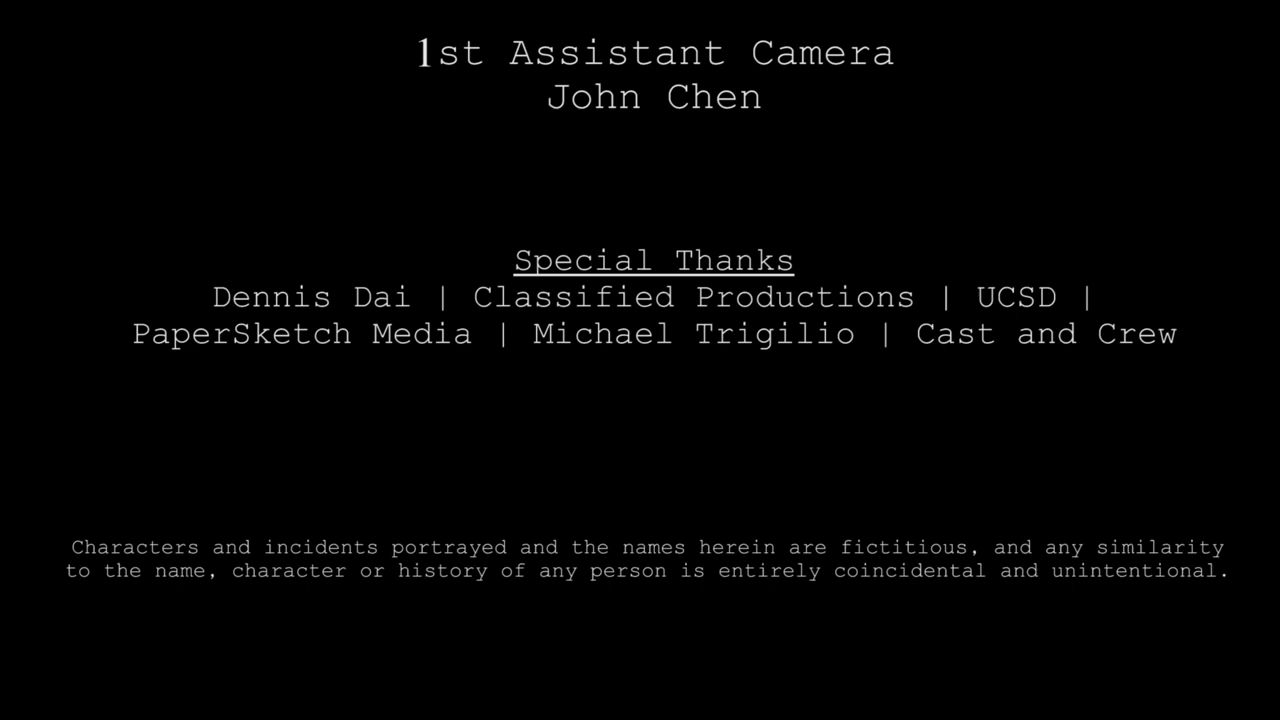 1st Assistant Camera
John Chen
Special Thanks
Dennis Dai | Classified Productions | UCSD |
PaperSketch Media | Michael Trigilio | Cast and Crew
Characters and incidents portrayed and the names herein are fictitious, and any similarity
to the name, character or history of any person is entirely coincidental and unintentional.